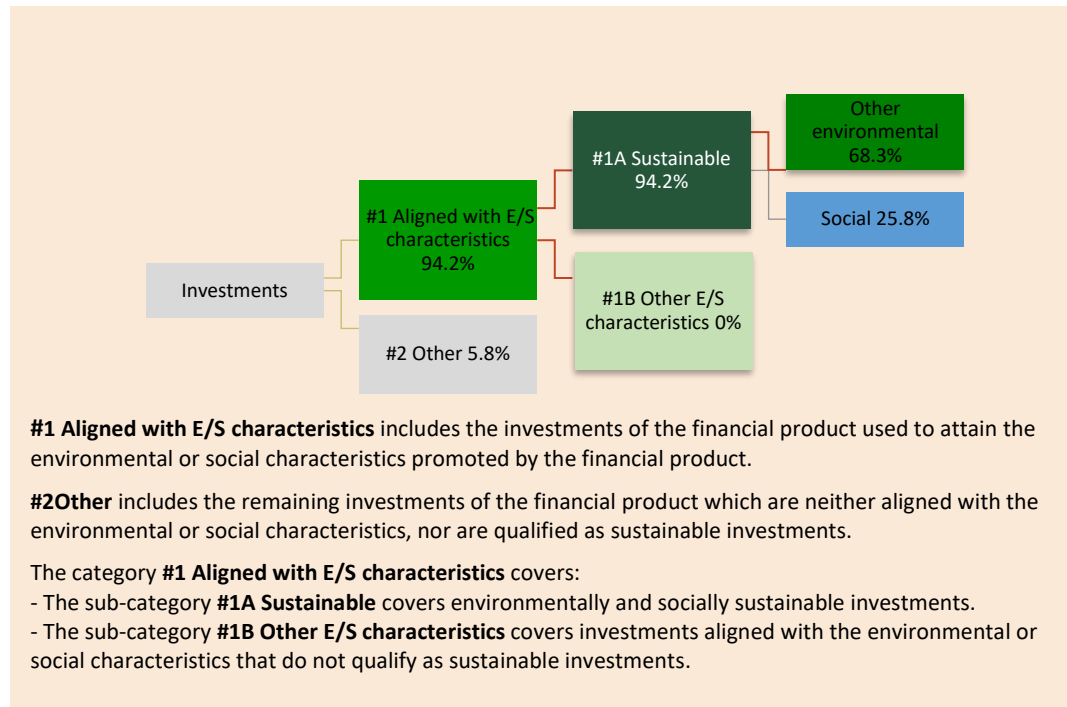 Other
environmental
68.3%
#1A Sustainable
94.2%
Social 25.8%
#1 Aligned with E/S
characteristics
94.2%
Investments
#1B Other E/S
characteristics 0%
#2 Other 5.8%
#1 Aligned with E/S characteristics includes the investments of the financial product used to attain the
environmental or social characteristics promoted by the financial product.
#2Other includes the remaining investments of the financial product which are neither aligned with the
environmental or social characteristics, nor are qualified as sustainable investments.
The category #1 Aligned with E/S characteristics covers:
- The sub-category #1A Sustainable covers environmentally and socially sustainable investments.
- The sub-category #1B Other E/S characteristics covers investments aligned with the environmental or
social characteristics that do not qualify as sustainable investments.